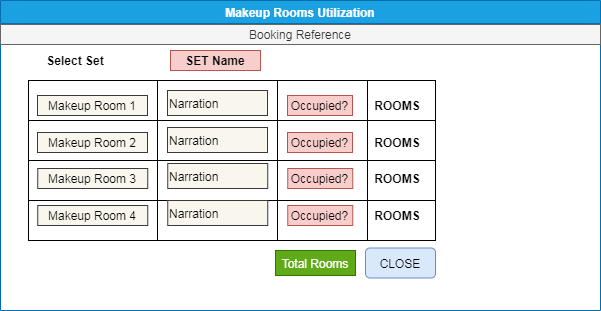 Makeup Rooms Utilization
Booking Reference
Select Set SET Name
Makeup Room 1 Narration Occupied? ROOMS
Makeup Room 2 Narration Occupied? ROOMS
Makeup Room 3 Narration Occupied? ROOMS
Makeup Room 4 Narration Occupied? ROOMS
Total Rooms CLOSE